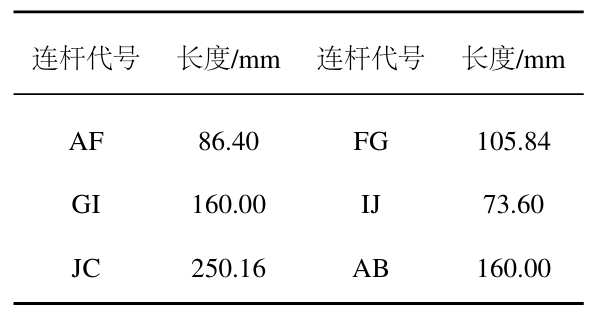 连杆代号 长度/mm 连杆代号 长度/mm
AF 86.40 FG 105.84
GI 160.00 IJ 73.60
JC 250.16 AB 160.00